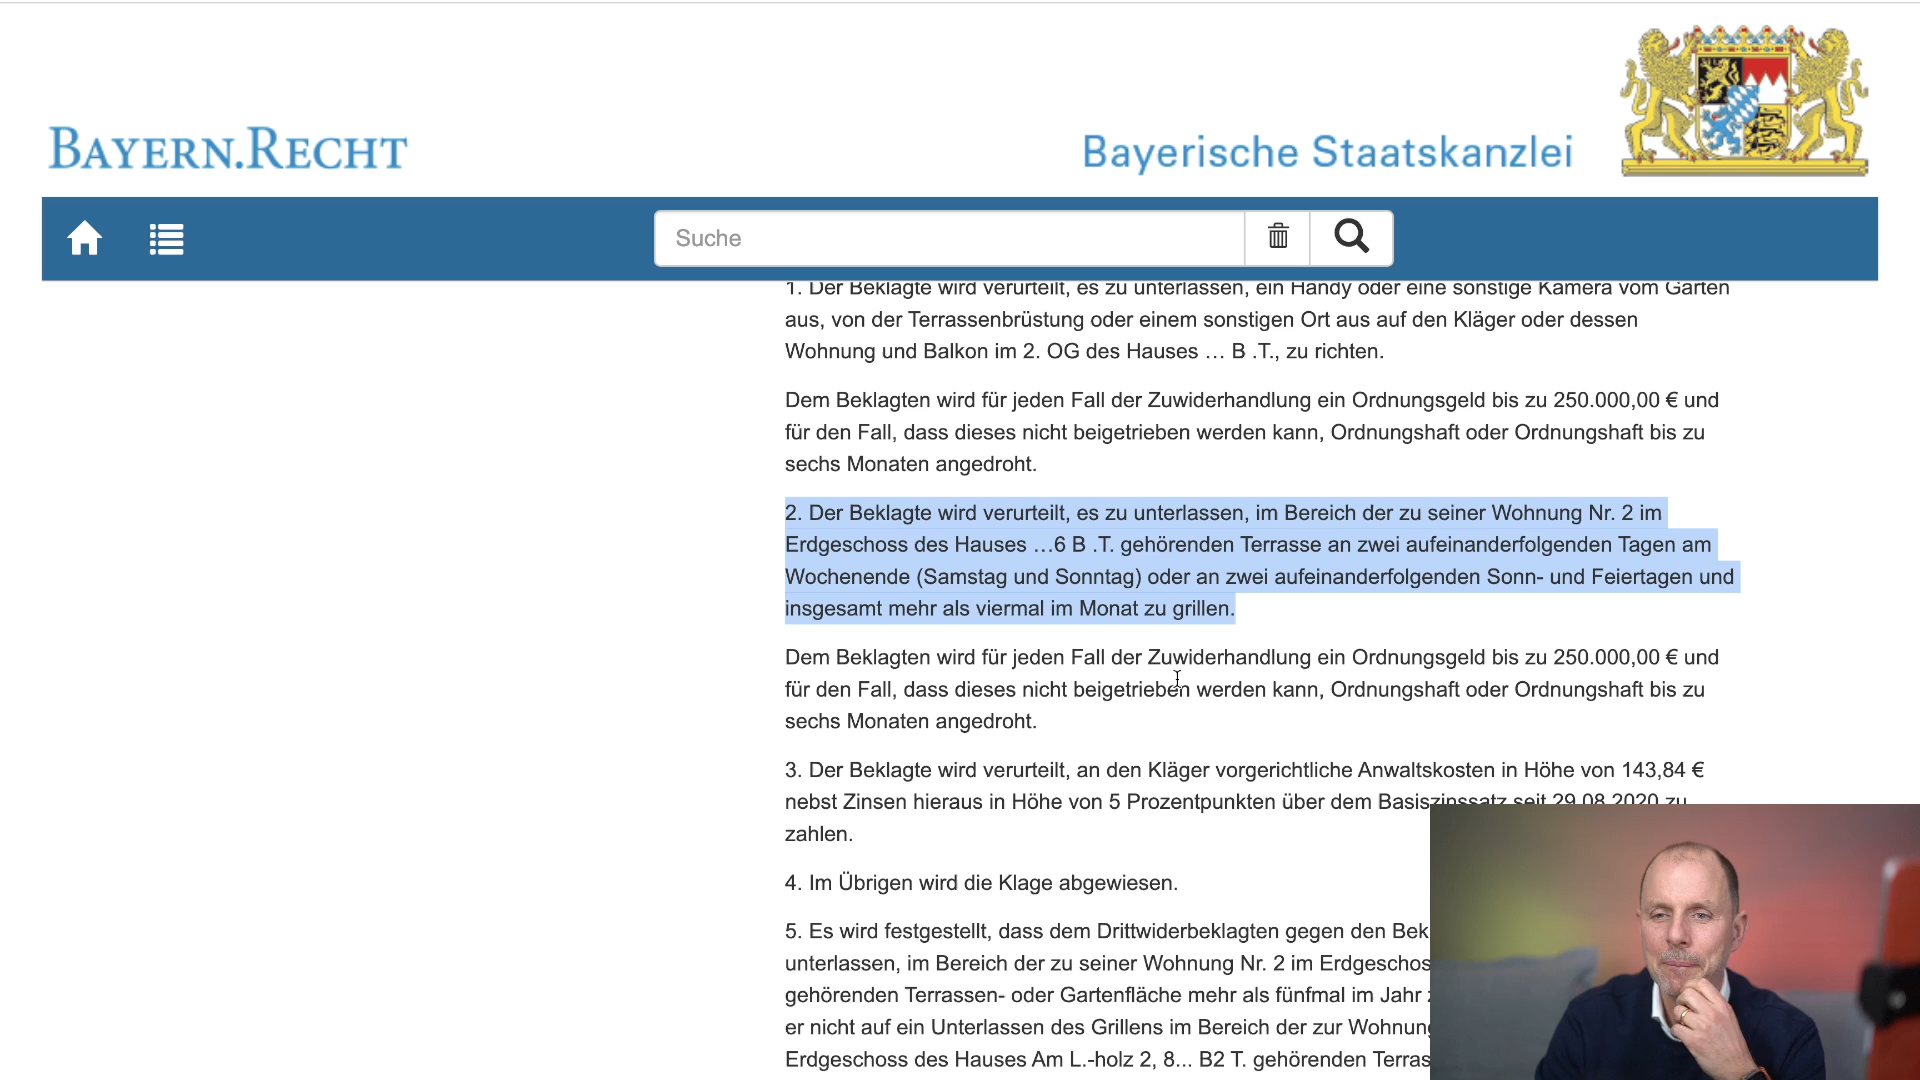 BAYERN.RECHT
Bayerische Staatskanzlei
Suche
1. Der Beklagte wird verurteilt, es zu unterlassen, ein Handy oder eine sonstige Kamera vom Garten
aus, von der Terrassenbrüstung oder einem sonstigen Ort aus auf den Kläger oder dessen
Wohnung und Balkon im 2. OG des Hauses … B .T., zu richten.
Dem Beklagten wird für jeden Fall der Zuwiderhandlung ein Ordnungsgeld bis zu 250.000,00 € und
für den Fall, dass dieses nicht beigetrieben werden kann, Ordnungshaft oder Ordnungshaft bis zu
sechs Monaten angedroht.
2. Der Beklagte wird verurteilt, es zu unterlassen, im Bereich der zu seiner Wohnung Nr. 2 im
Erdgeschoss des Hauses …6 B .T. gehörenden Terrasse an zwei aufeinanderfolgenden Tagen am
Wochenende (Samstag und Sonntag) oder an zwei aufeinanderfolgenden Sonn- und Feiertagen und
insgesamt mehr als viermal im Monat zu grillen.
Dem Beklagten wird für jeden Fall der Zuwiderhandlung ein Ordnungsgeld bis zu 250.000,00 € und
für den Fall, dass dieses nicht beigetrieben werden kann, Ordnungshaft oder Ordnungshaft bis zu
sechs Monaten angedroht.
3. Der Beklagte wird verurteilt, an den Kläger vorgerichtliche Anwaltskosten in Höhe von 143,84 €
nebst Zinsen hieraus in Höhe von 5 Prozentpunkten über dem Basiszinssatz seit 29.08.2020 zu
zahlen.
4. Im Übrigen wird die Klage abgewiesen.
5. Es wird festgestellt, dass dem Drittwiderbeklagten gegen den Bek
unterlassen, im Bereich der zu seiner Wohnung Nr. 2 im Erdgeschos
gehörenden Terrassen- oder Gartenfläche mehr als fünfmal im Jahr
er nicht auf ein Unterlassen des Grillens im Bereich der zur Wohnung
Erdgeschoss des Hauses Am L.-holz 2, 8... B2 T. gehörenden Terras